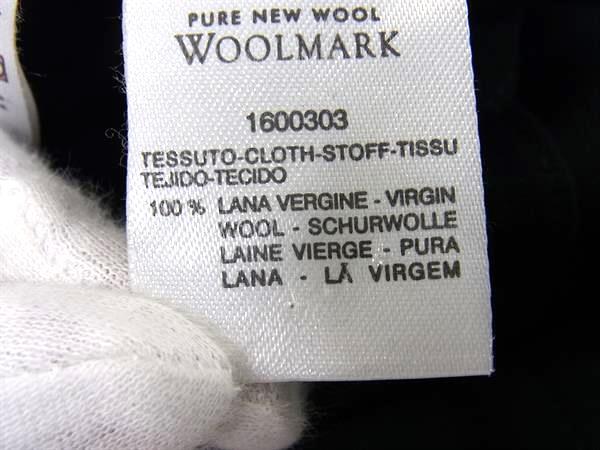 PURE NEW WOOL
WOOLMARK
1600303
TESSUTO-CLOTH-STOFF-TISSU
TEJIDO-TECIDO
100 % LANA VERGINE - VIRGIN
WOOL - SCHURWOLLE
LAINE VIERGE - PURA
LANA - LÃ VIRGEM